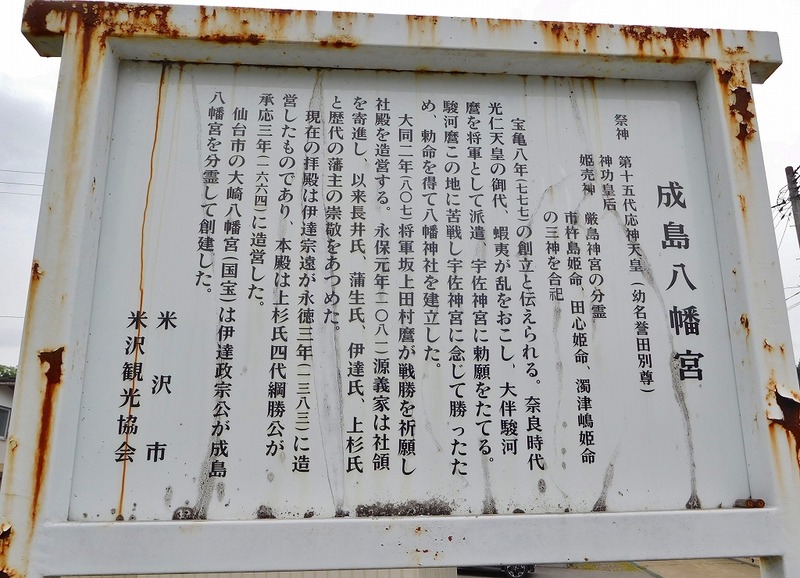 成島八幡宮
祭神　第十五代応神天皇（幼名誉田別尊）
神功皇后
姫売神　厳島神宮の分霊
市杵島姫命、田心姫命、濁津嶋姫命
の三神を合祀
宝亀八年（七七七）の創立と伝えられる。奈良時代
光仁天皇の御代、蝦夷が乱をおこし、大伴駿河
麿を将軍として派遣、宇佐神宮に勅願をたてる。
駿河麿この地に苦戦し宇佐神宮に念じて勝ったた
め、勅命を得て八幡神社を建立した。
大同二年（八〇七）将軍坂上田村麿が戦勝を祈願し
社殿を造営する。永保元年（一〇八一）源義家は社領
を寄進し、以来長井氏、蒲生氏、伊達氏、上杉氏
と歴代の藩主の崇敬をあつめた。
現在の拝殿は伊達宗遠が永徳三年（一三八三）に造
営したものであり、本殿は上杉氏四代綱勝公が
承応三年（一六六四）に造営した。
仙台市の大崎八幡宮（国宝）は伊達政宗公が成島
八幡宮を分霊して創建した。
米沢市
米沢観光協会